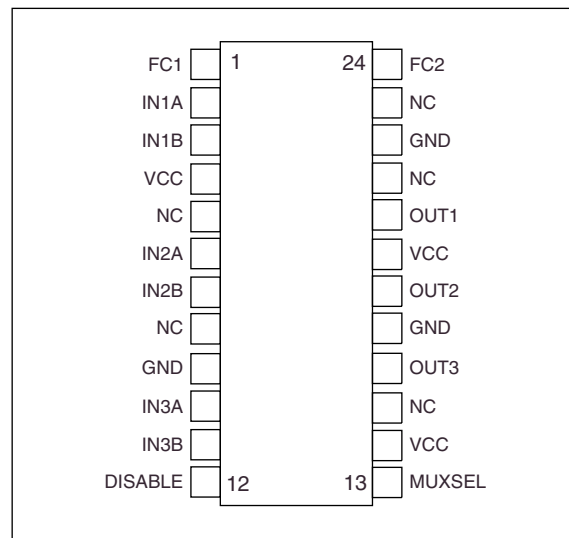 FC1 1 24 FC2
IN1A NC
IN1B GND
VCC NC
NC OUT1
IN2A VCC
IN2B OUT2
NC GND
GND OUT3
IN3A NC
IN3B VCC
DISABLE 12 13 MUXSEL